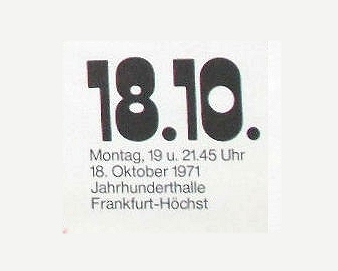 18.10.
Montag, 19 u. 21.45 Uhr
18. Oktober 1971
Jahrhunderthalle
Frankfurt-Höchst